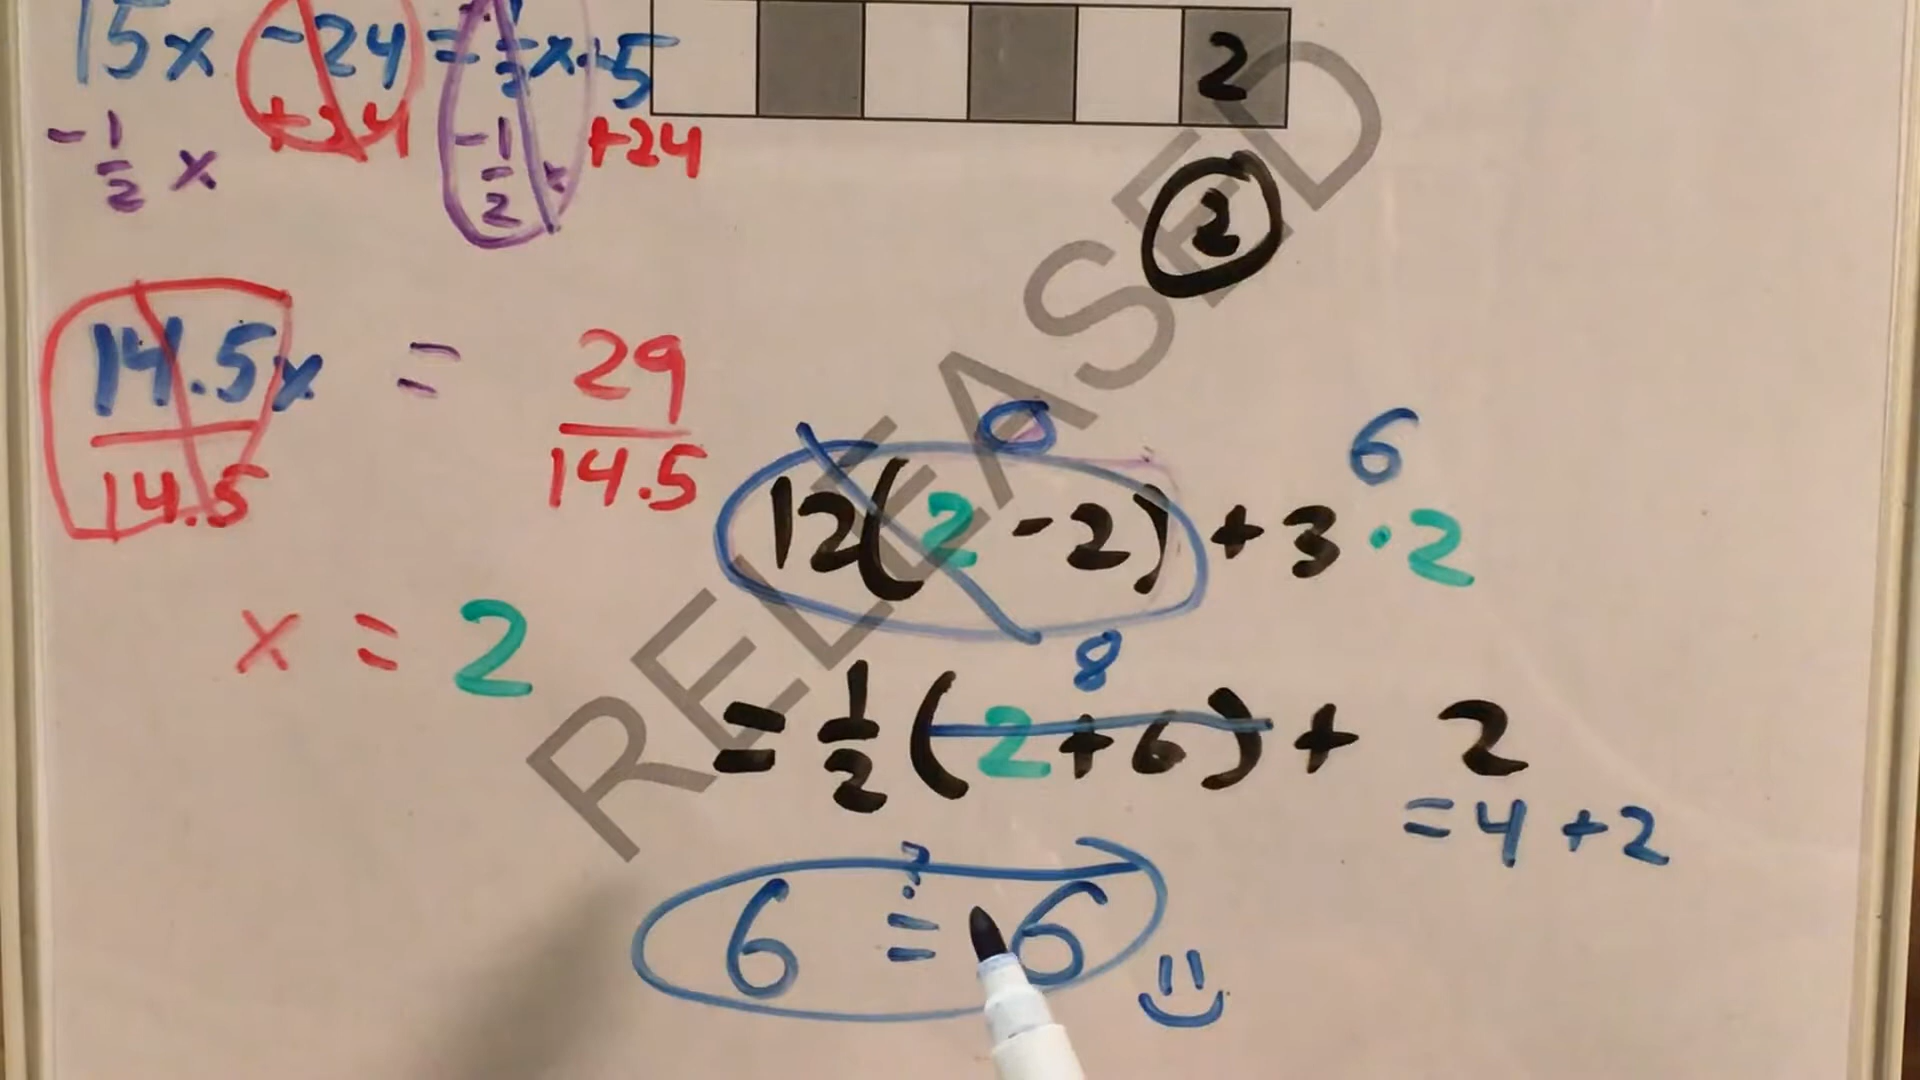 15x -24 = 1/2x + 5
2
-1/2 x +24 -1/2 x +24
2
14.5x/14.5 = 29/14.5
x = 2
0 6
12(2 - 2) + 3 · 2
8
= 1/2 (2 + 6) + 2
= 4 + 2
?
6 = 6
RELEASED